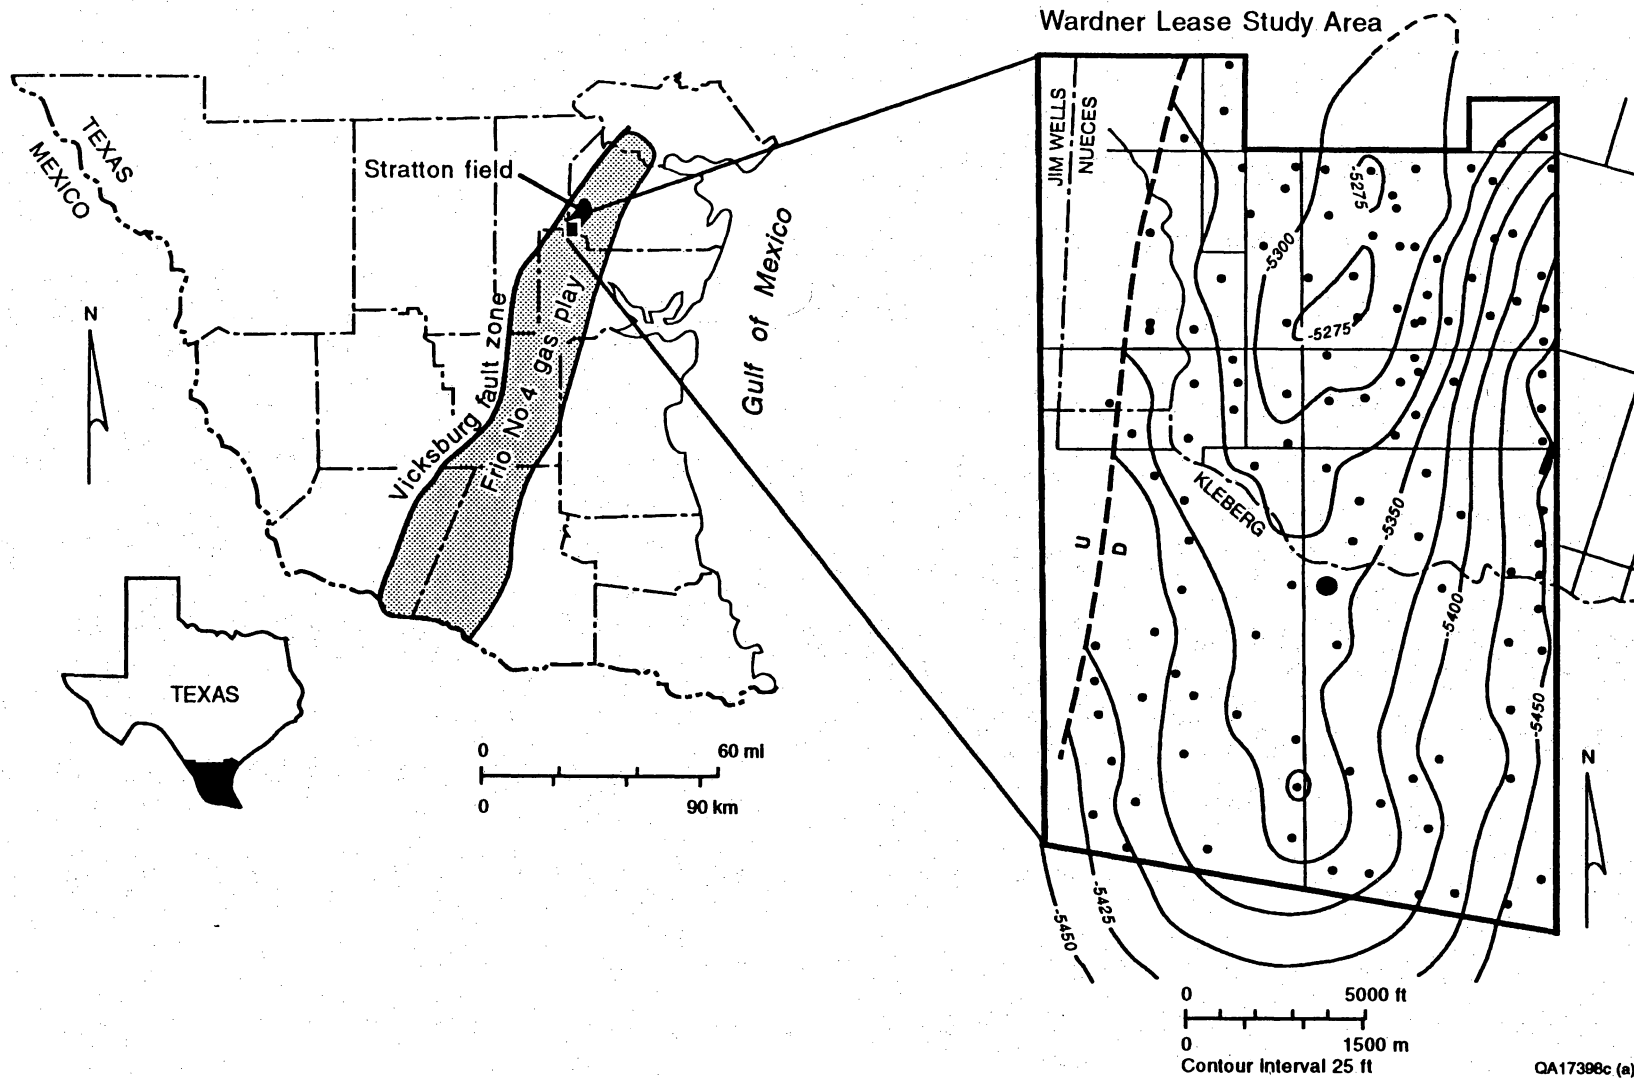 Wardner Lease Study Area
TEXAS
MEXICO
Stratton field
JIM WELLS
NUECES
-5275
-5300
-5275
Gulf of Mexico
N
Vicksburg fault zone
Frio No.4 gas play
KLEBERG
-5350
U
D
-5400
TEXAS
-5450
0
60 mi
0
90 km
N
-5425
-5450
0
5000 ft
0
1500 m
Contour interval 25 ft
QA17398c (a)